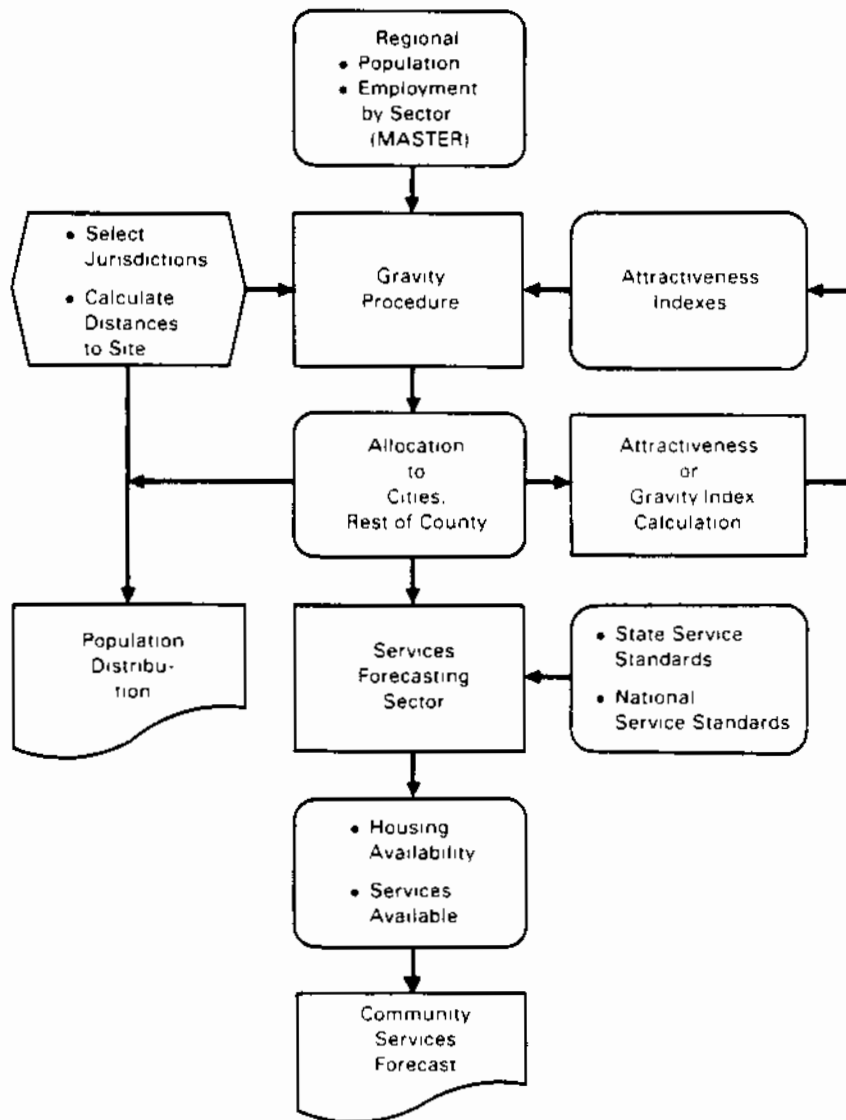 Regional
• Population
• Employment
by Sector
(MASTER)
• Select
Jurisdictions
• Calculate
Distances
to Site
Gravity
Procedure
Attractiveness
Indexes
Allocation
to
Cities,
Rest of County
Attractiveness
or
Gravity Index
Calculation
Population
Distribu-
tion
Services
Forecasting
Sector
• State Service
Standards
• National
Service Standards
• Housing
Availability
• Services
Available
Community
Services
Forecast